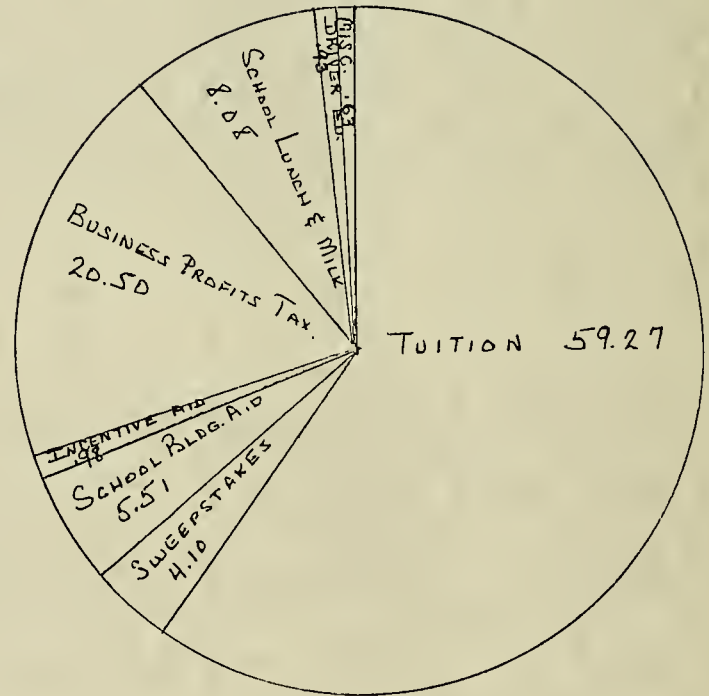 MISC. .63
DRIVER ED.
.93
SCHOOL LUNCH & MILK
8.08
BUSINESS PROFITS TAX.
20.50
TUITION 59.27
INCENTIVE AID
.98
SCHOOL BLDG. AID
5.51
SWEEPSTAKES
4.10